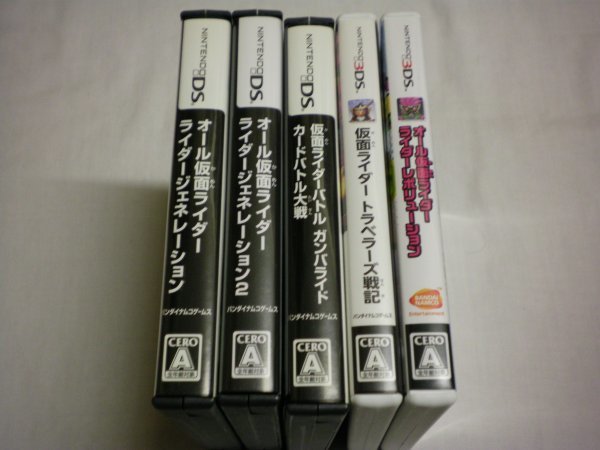 NINTENDO DS
オール仮面ライダー
ライダージェネレーション
バンダイナムコゲームス
CERO
A
全年齢対象
NINTENDO DS
オール仮面ライダー
ライダージェネレーション2
バンダイナムコゲームス
CERO
A
全年齢対象
NINTENDO DS
仮面ライダーバトル ガンバライド
カードバトル大戦
バンダイナムコゲームス
CERO
A
全年齢対象
NINTENDO 3DS
仮面ライダー トラベラーズ戦記
バンダイナムコゲームス
CERO
A
全年齢対象
NINTENDO 3DS
オール仮面ライダー
ライダーレボリューション
BANDAI
NAMCO
Entertainment
CERO
A
全年齢対象